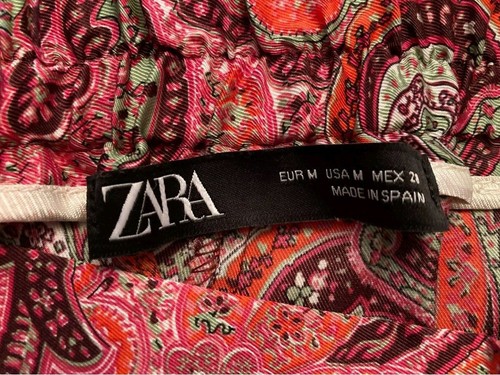 ZARA
EUR M USA M MEX 28
MADE IN SPAIN